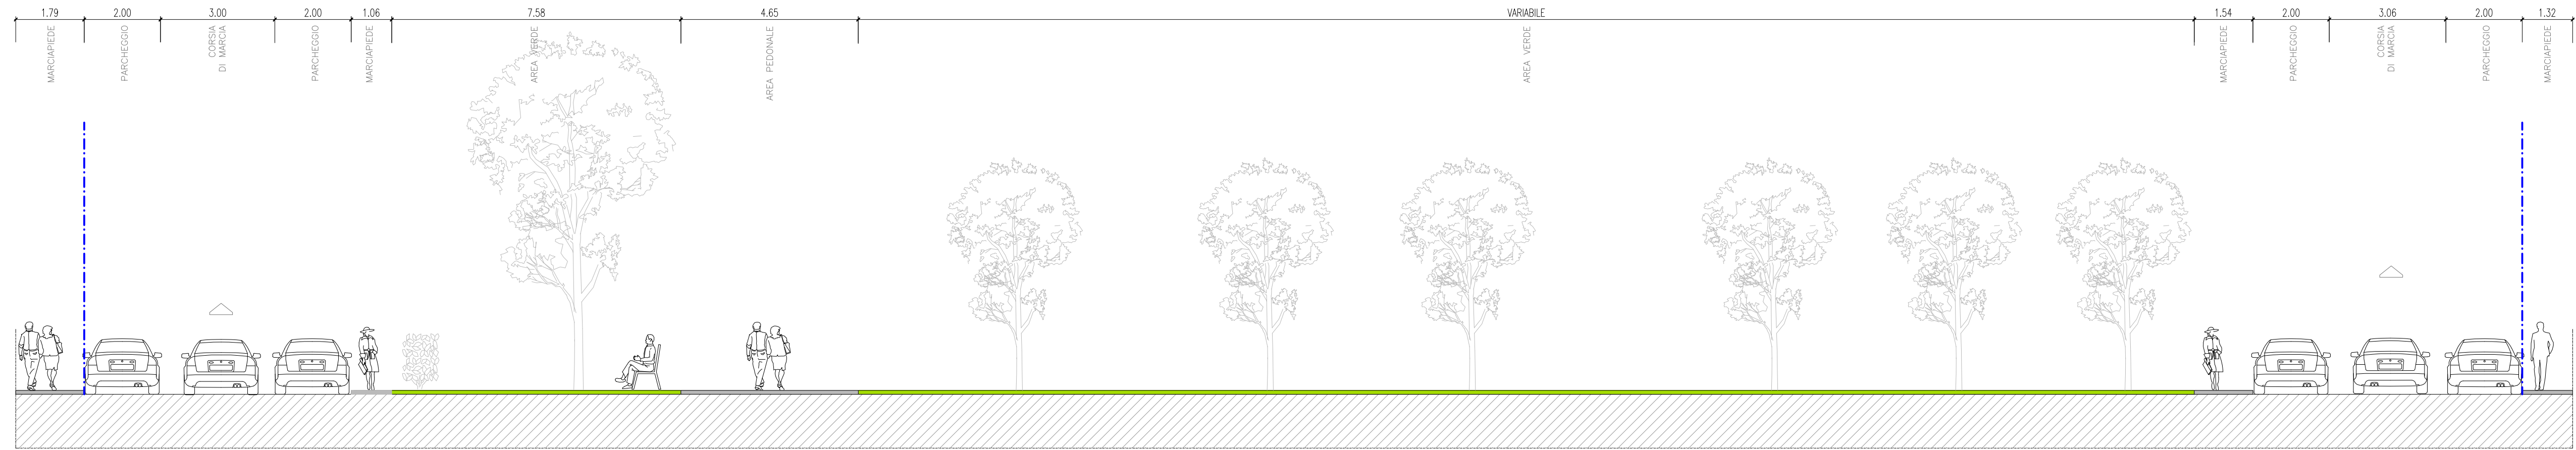 1.79
2.00
3.00
2.00
1.06
7.58
4.65
VARIABILE
1.54
2.00
3.06
2.00
1.32
MARCIAPIEDE
PARCHEGGIO
CORSIA
DI MARCIA
PARCHEGGIO
MARCIAPIEDE
AREA VERDE
AREA PEDONALE
AREA VERDE
MARCIAPIEDE
PARCHEGGIO
CORSIA
DI MARCIA
PARCHEGGIO
MARCIAPIEDE